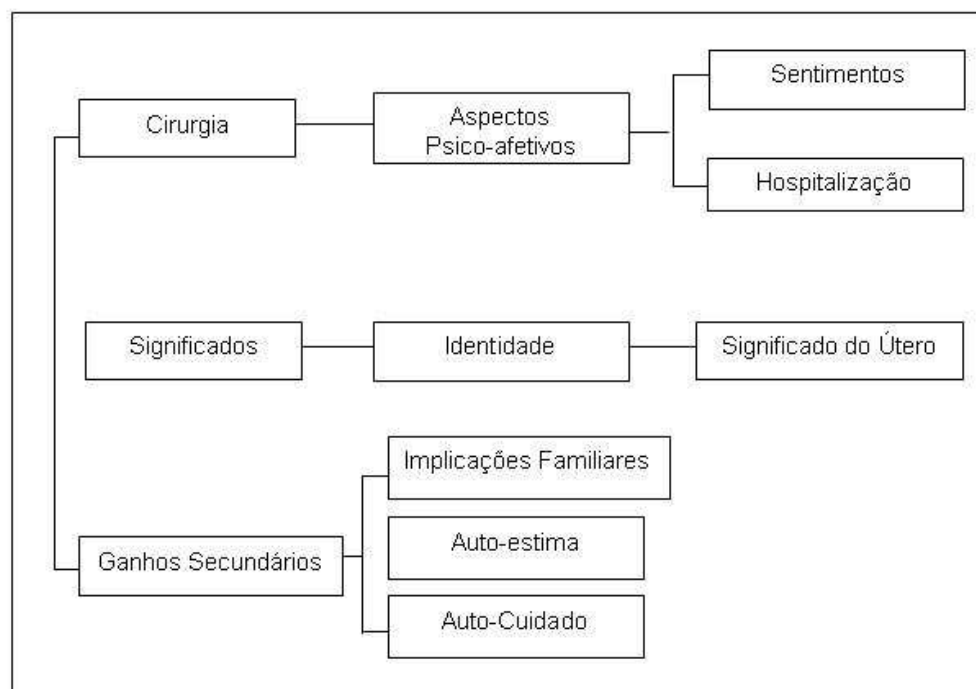 Sentimentos
Cirurgia
Aspectos
Psico-afetivos
Hospitalização
Significados
Identidade
Significado do Útero
Implicações Familiares
Auto-estima
Ganhos Secundários
Auto-Cuidado